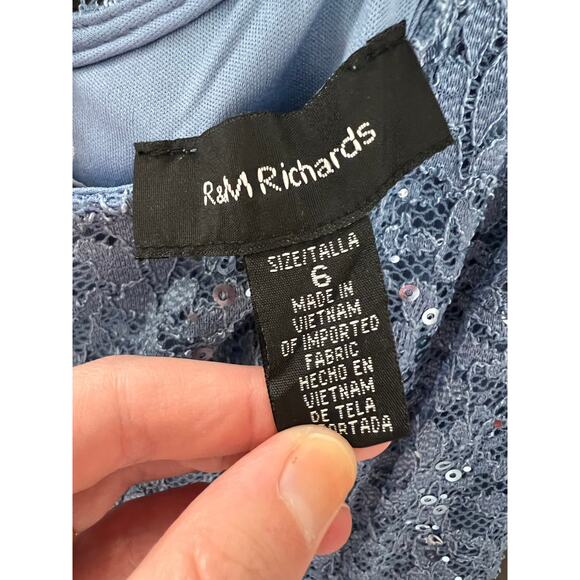 R&M Richards
SIZE/TALLA
6
MADE IN
VIETNAM
OF IMPORTED
FABRIC
HECHO EN
VIETNAM
DE TELA